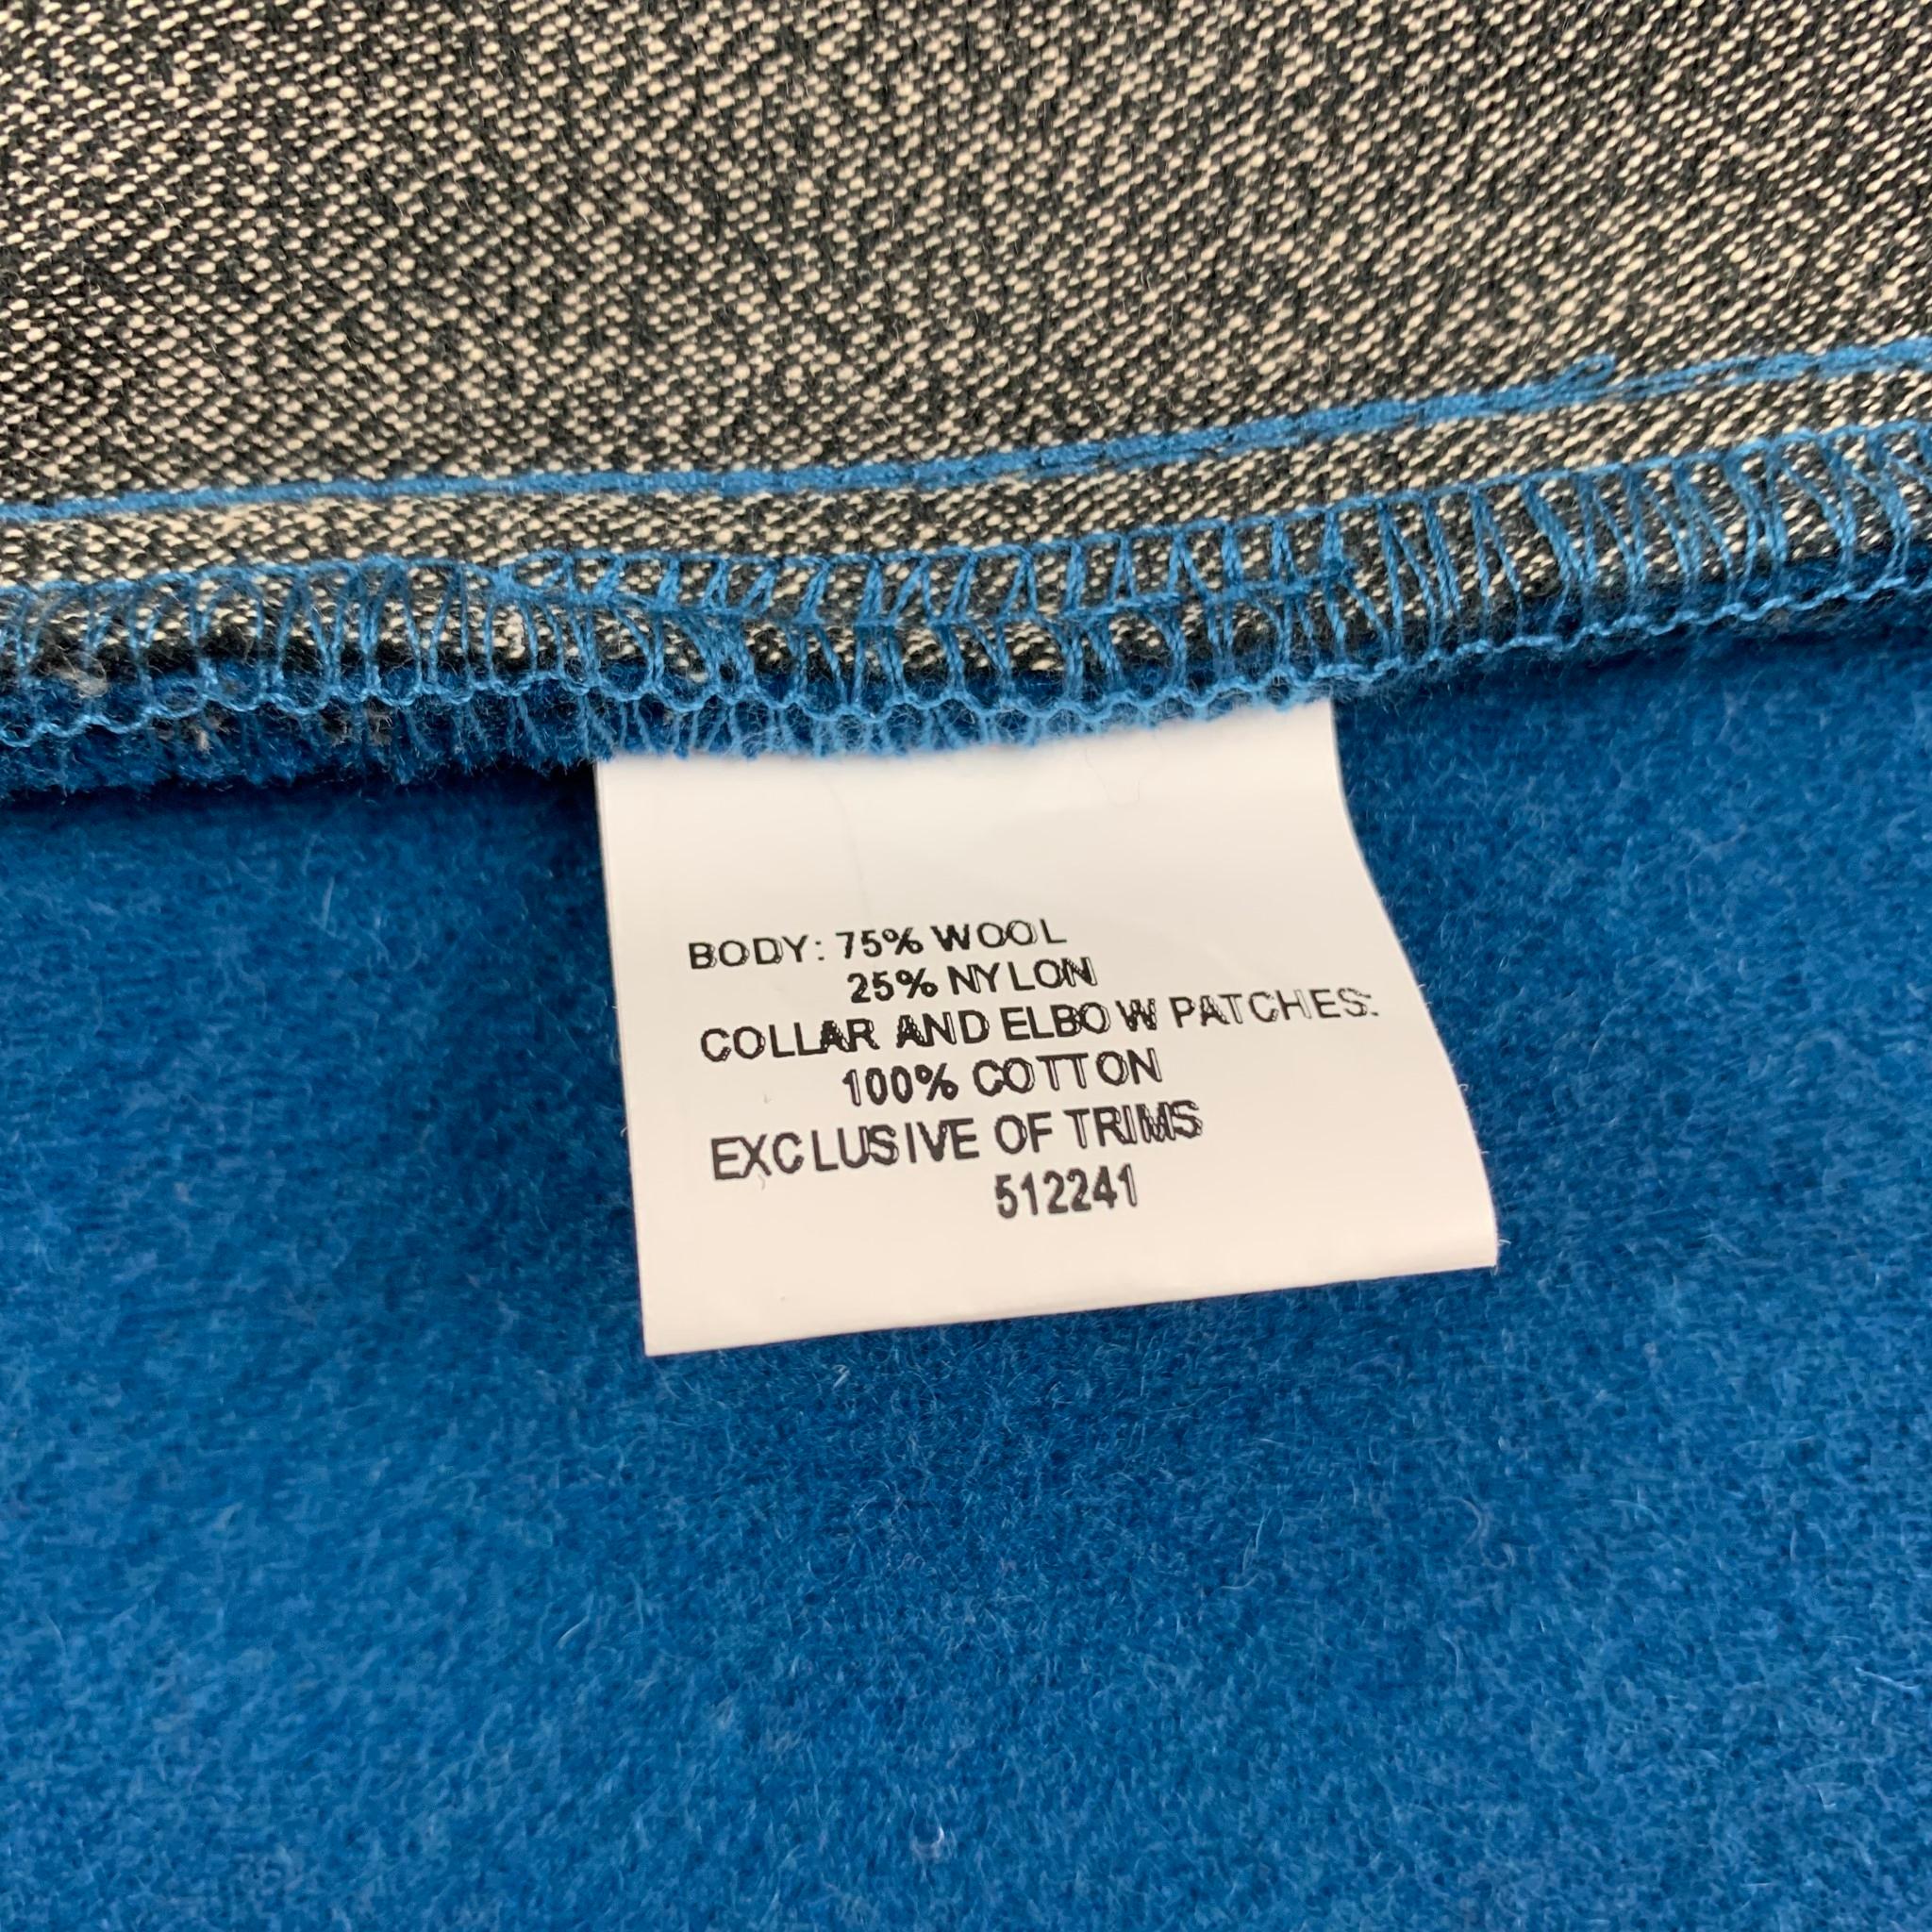 BODY: 75% WOOL
25% NYLON
COLLAR AND ELBOW PATCHES:
100% COTTON
EXCLUSIVE OF TRIMS
512241